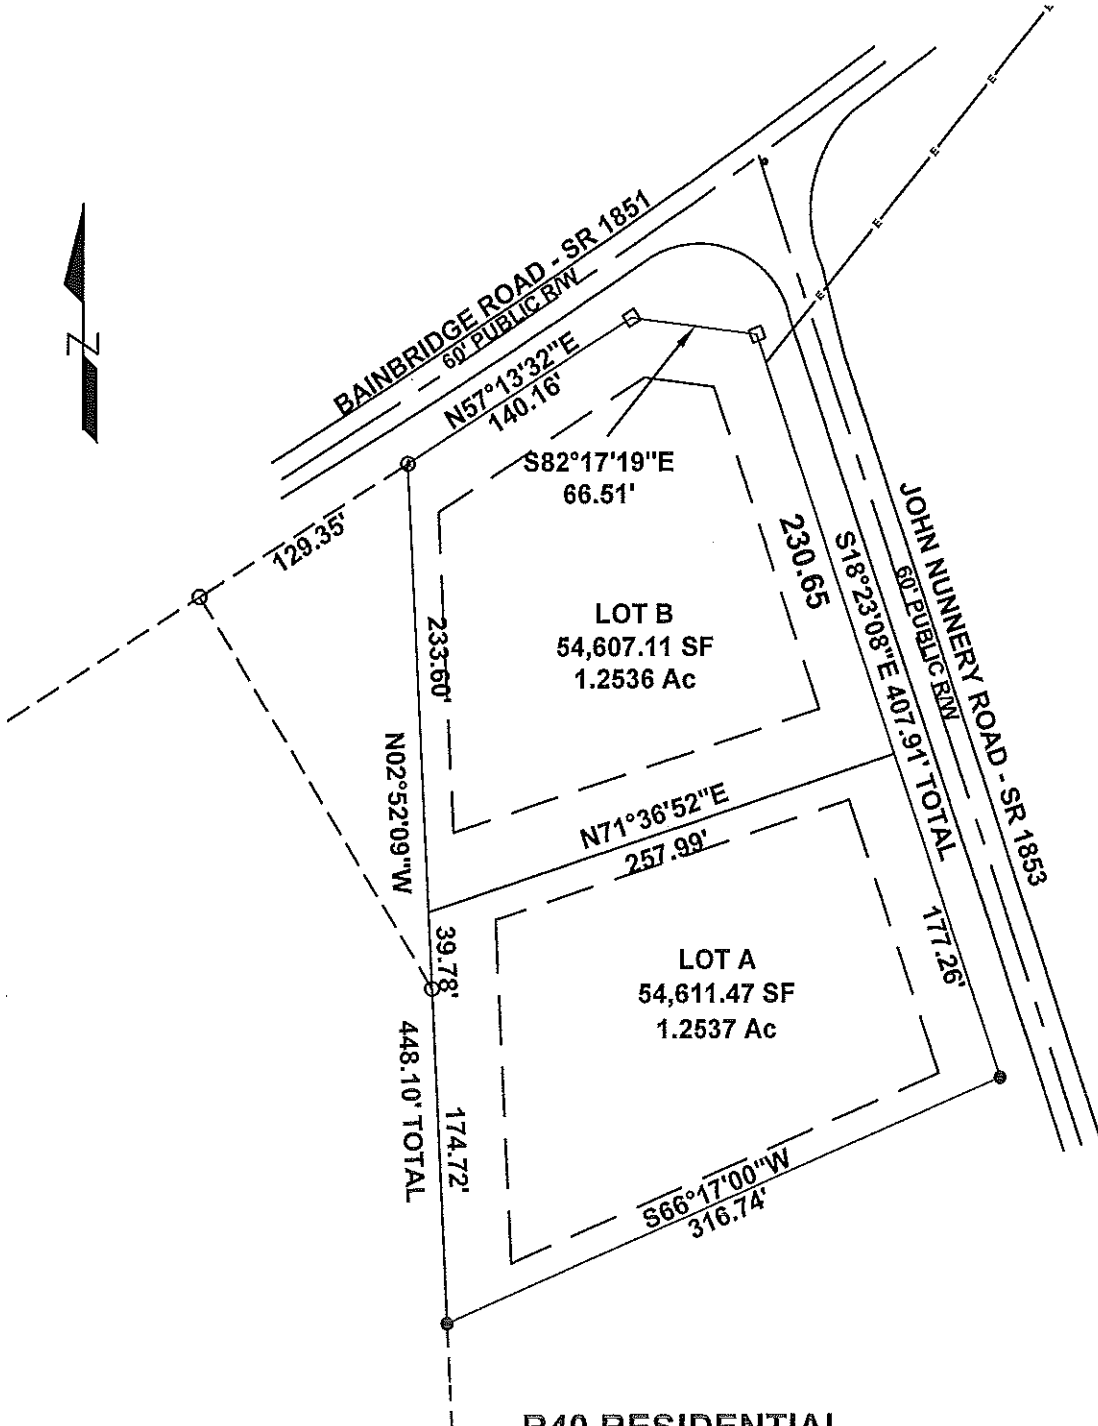 E
E
E
E
E
BAINBRIDGE ROAD - SR 1851
60' PUBLIC R/W
N57°13'32"E
140.16'
S82°17'19"E
66.51'
129.35'
230.65
S18°23'08"E 407.91' TOTAL
JOHN NUNNERY ROAD - SR 1853
60' PUBLIC R/W
LOT B
54,607.11 SF
1.2536 Ac
233.60'
N02°52'09"W
N71°36'52"E
257.99'
39.78'
LOT A
54,611.47 SF
1.2537 Ac
177.26'
448.10' TOTAL
174.72'
S66°17'00"W
316.74'
R40 RESIDENTIAL